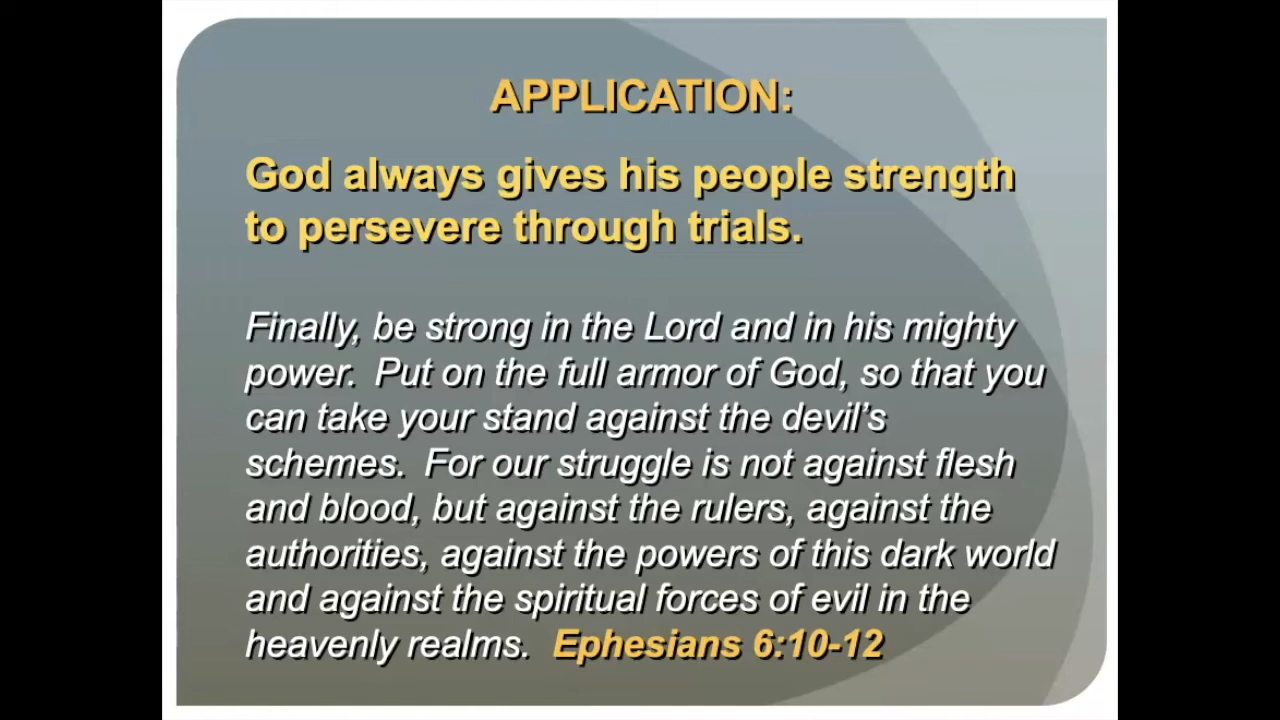 APPLICATION:
God always gives his people strength
to persevere through trials.
Finally, be strong in the Lord and in his mighty
power.  Put on the full armor of God, so that you
can take your stand against the devil’s
schemes.  For our struggle is not against flesh
and blood, but against the rulers, against the
authorities, against the powers of this dark world
and against the spiritual forces of evil in the
heavenly realms.  Ephesians 6:10-12